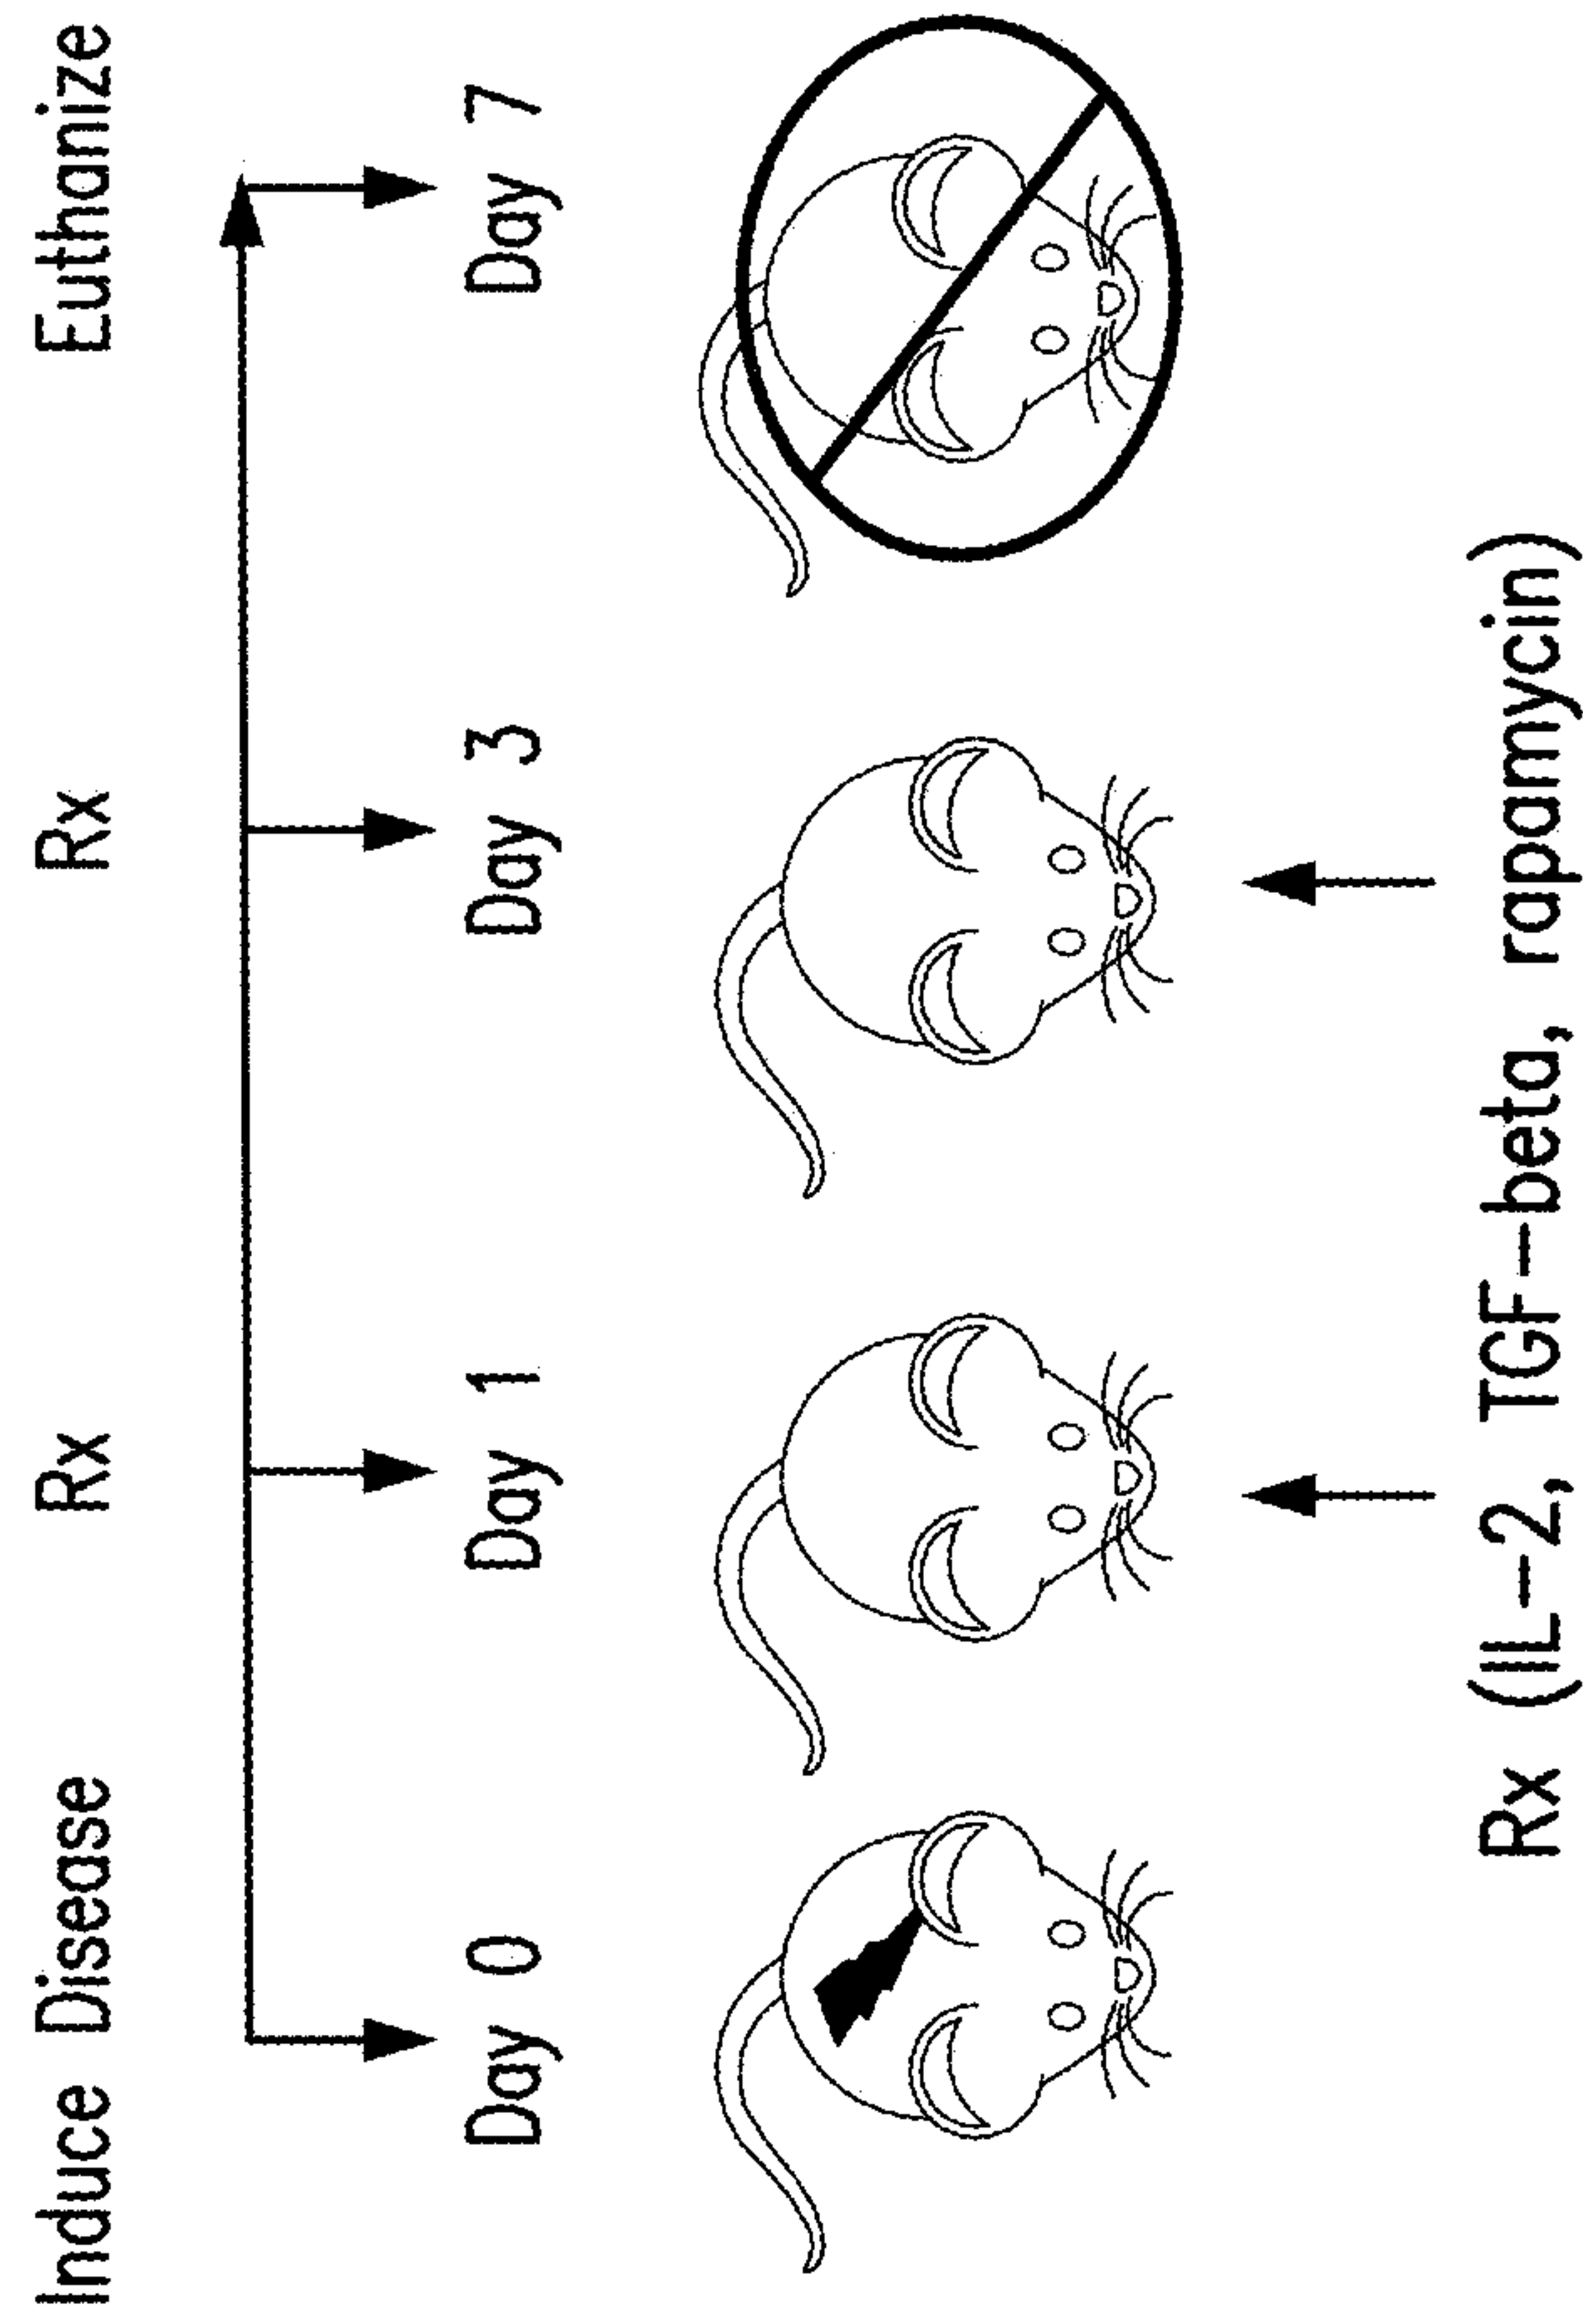 Induce Disease Rx Rx Euthanize
Day 0 Day 1 Day 3 Day 7
Rx (IL-2, TGF-beta, rapamycin)